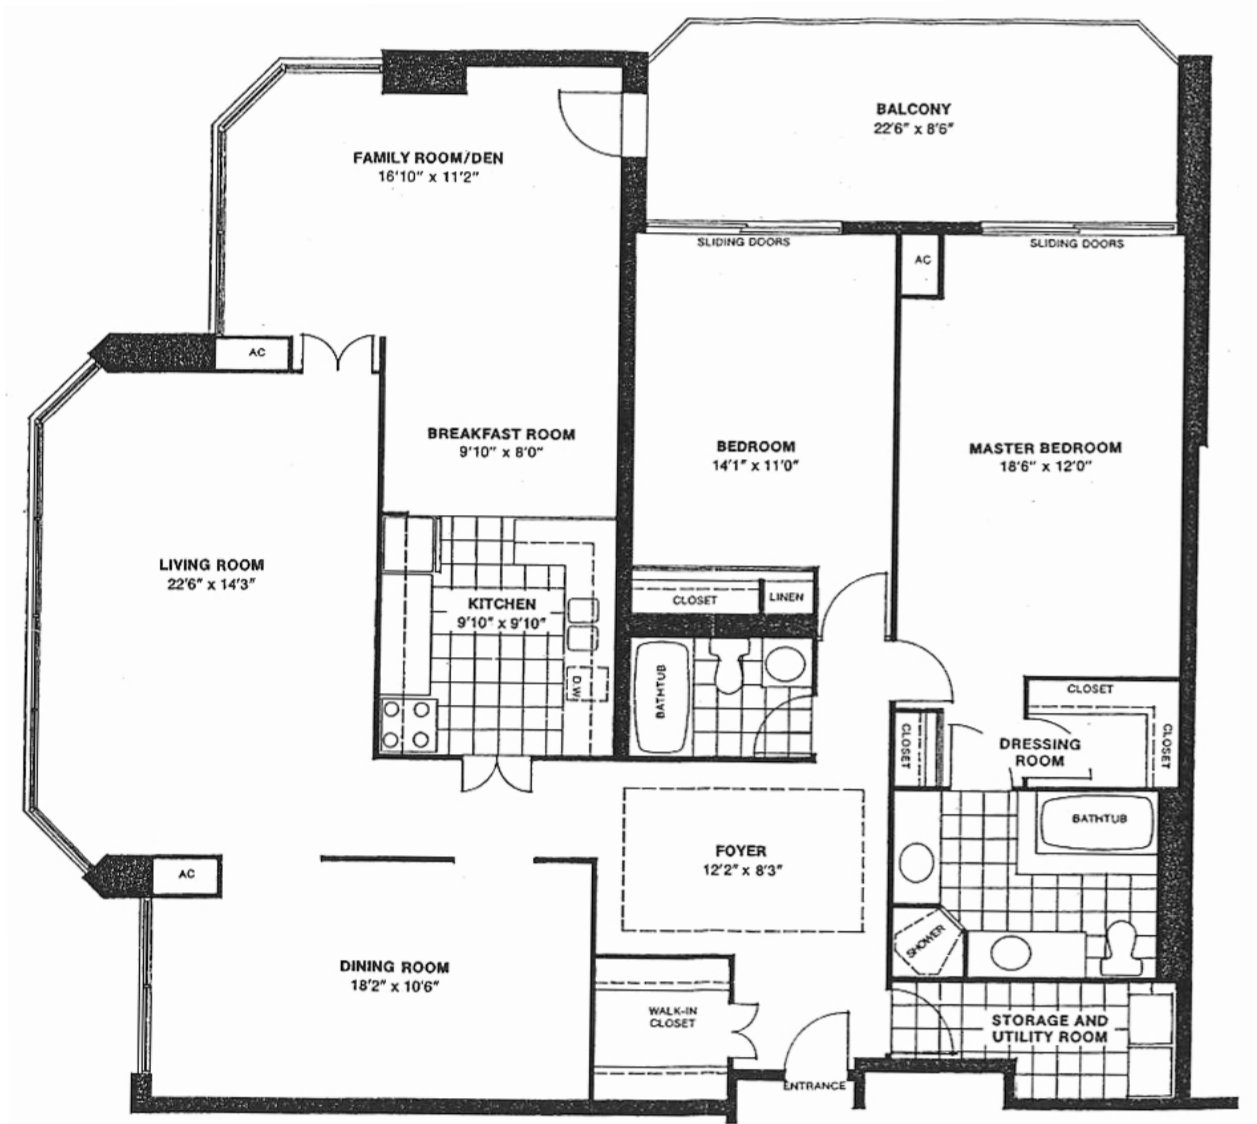 BALCONY
22'6" x 8'6"
FAMILY ROOM/DEN
16'10" x 11'2"
SLIDING DOORS
SLIDING DOORS
AC
AC
BREAKFAST ROOM
9'10" x 8'0"
BEDROOM
14'1" x 11'0"
MASTER BEDROOM
18'6" x 12'0"
LIVING ROOM
22'6" x 14'3"
KITCHEN
9'10" x 9'10"
CLOSET
LINEN
D.W
BATHTUB
CLOSET
CLOSET
CLOSET
DRESSING
ROOM
BATHTUB
FOYER
12'2" x 8'3"
AC
SHOWER
DINING ROOM
18'2" x 10'6"
WALK-IN
CLOSET
STORAGE AND
UTILITY ROOM
ENTRANCE